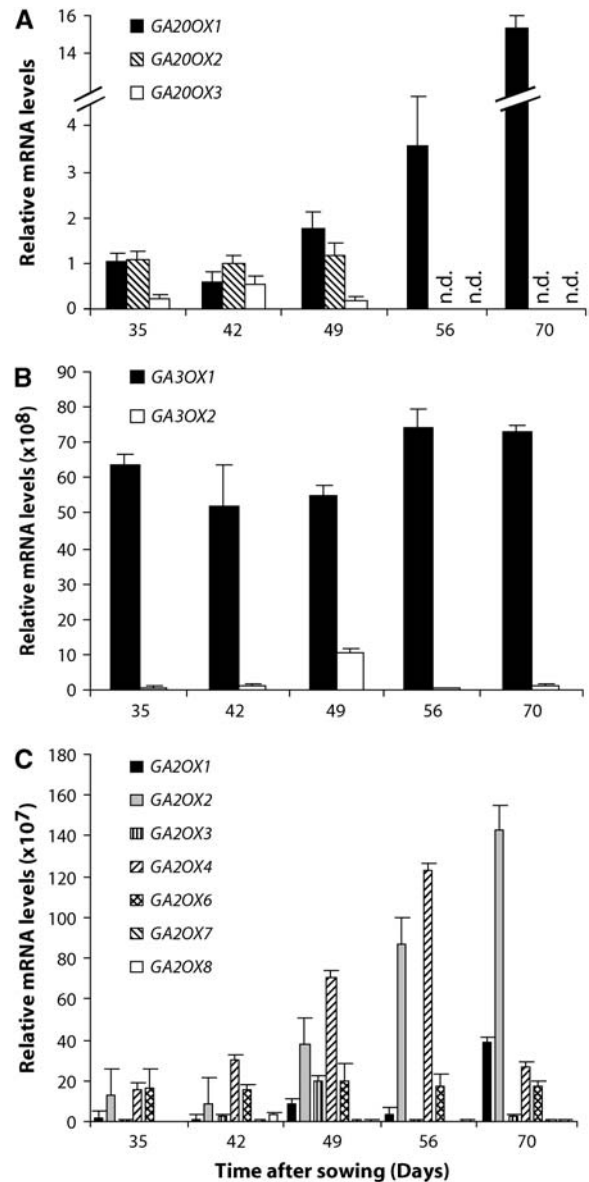 A
GA20OX1
GA20OX2
GA20OX3
Relative mRNA levels
16
14
4
3
2
1
0
n.d.
n.d.
n.d.
n.d.
35 42 49 56 70
B
GA3OX1
GA3OX2
Relative mRNA levels (x10⁸)
90
80
70
60
50
40
30
20
10
0
35 42 49 56 70
C
GA2OX1
GA2OX2
GA2OX3
GA2OX4
GA2OX6
GA2OX7
GA2OX8
Relative mRNA levels (x10⁷)
180
160
140
120
100
80
60
40
20
0
35 42 49 56 70
Time after sowing (Days)